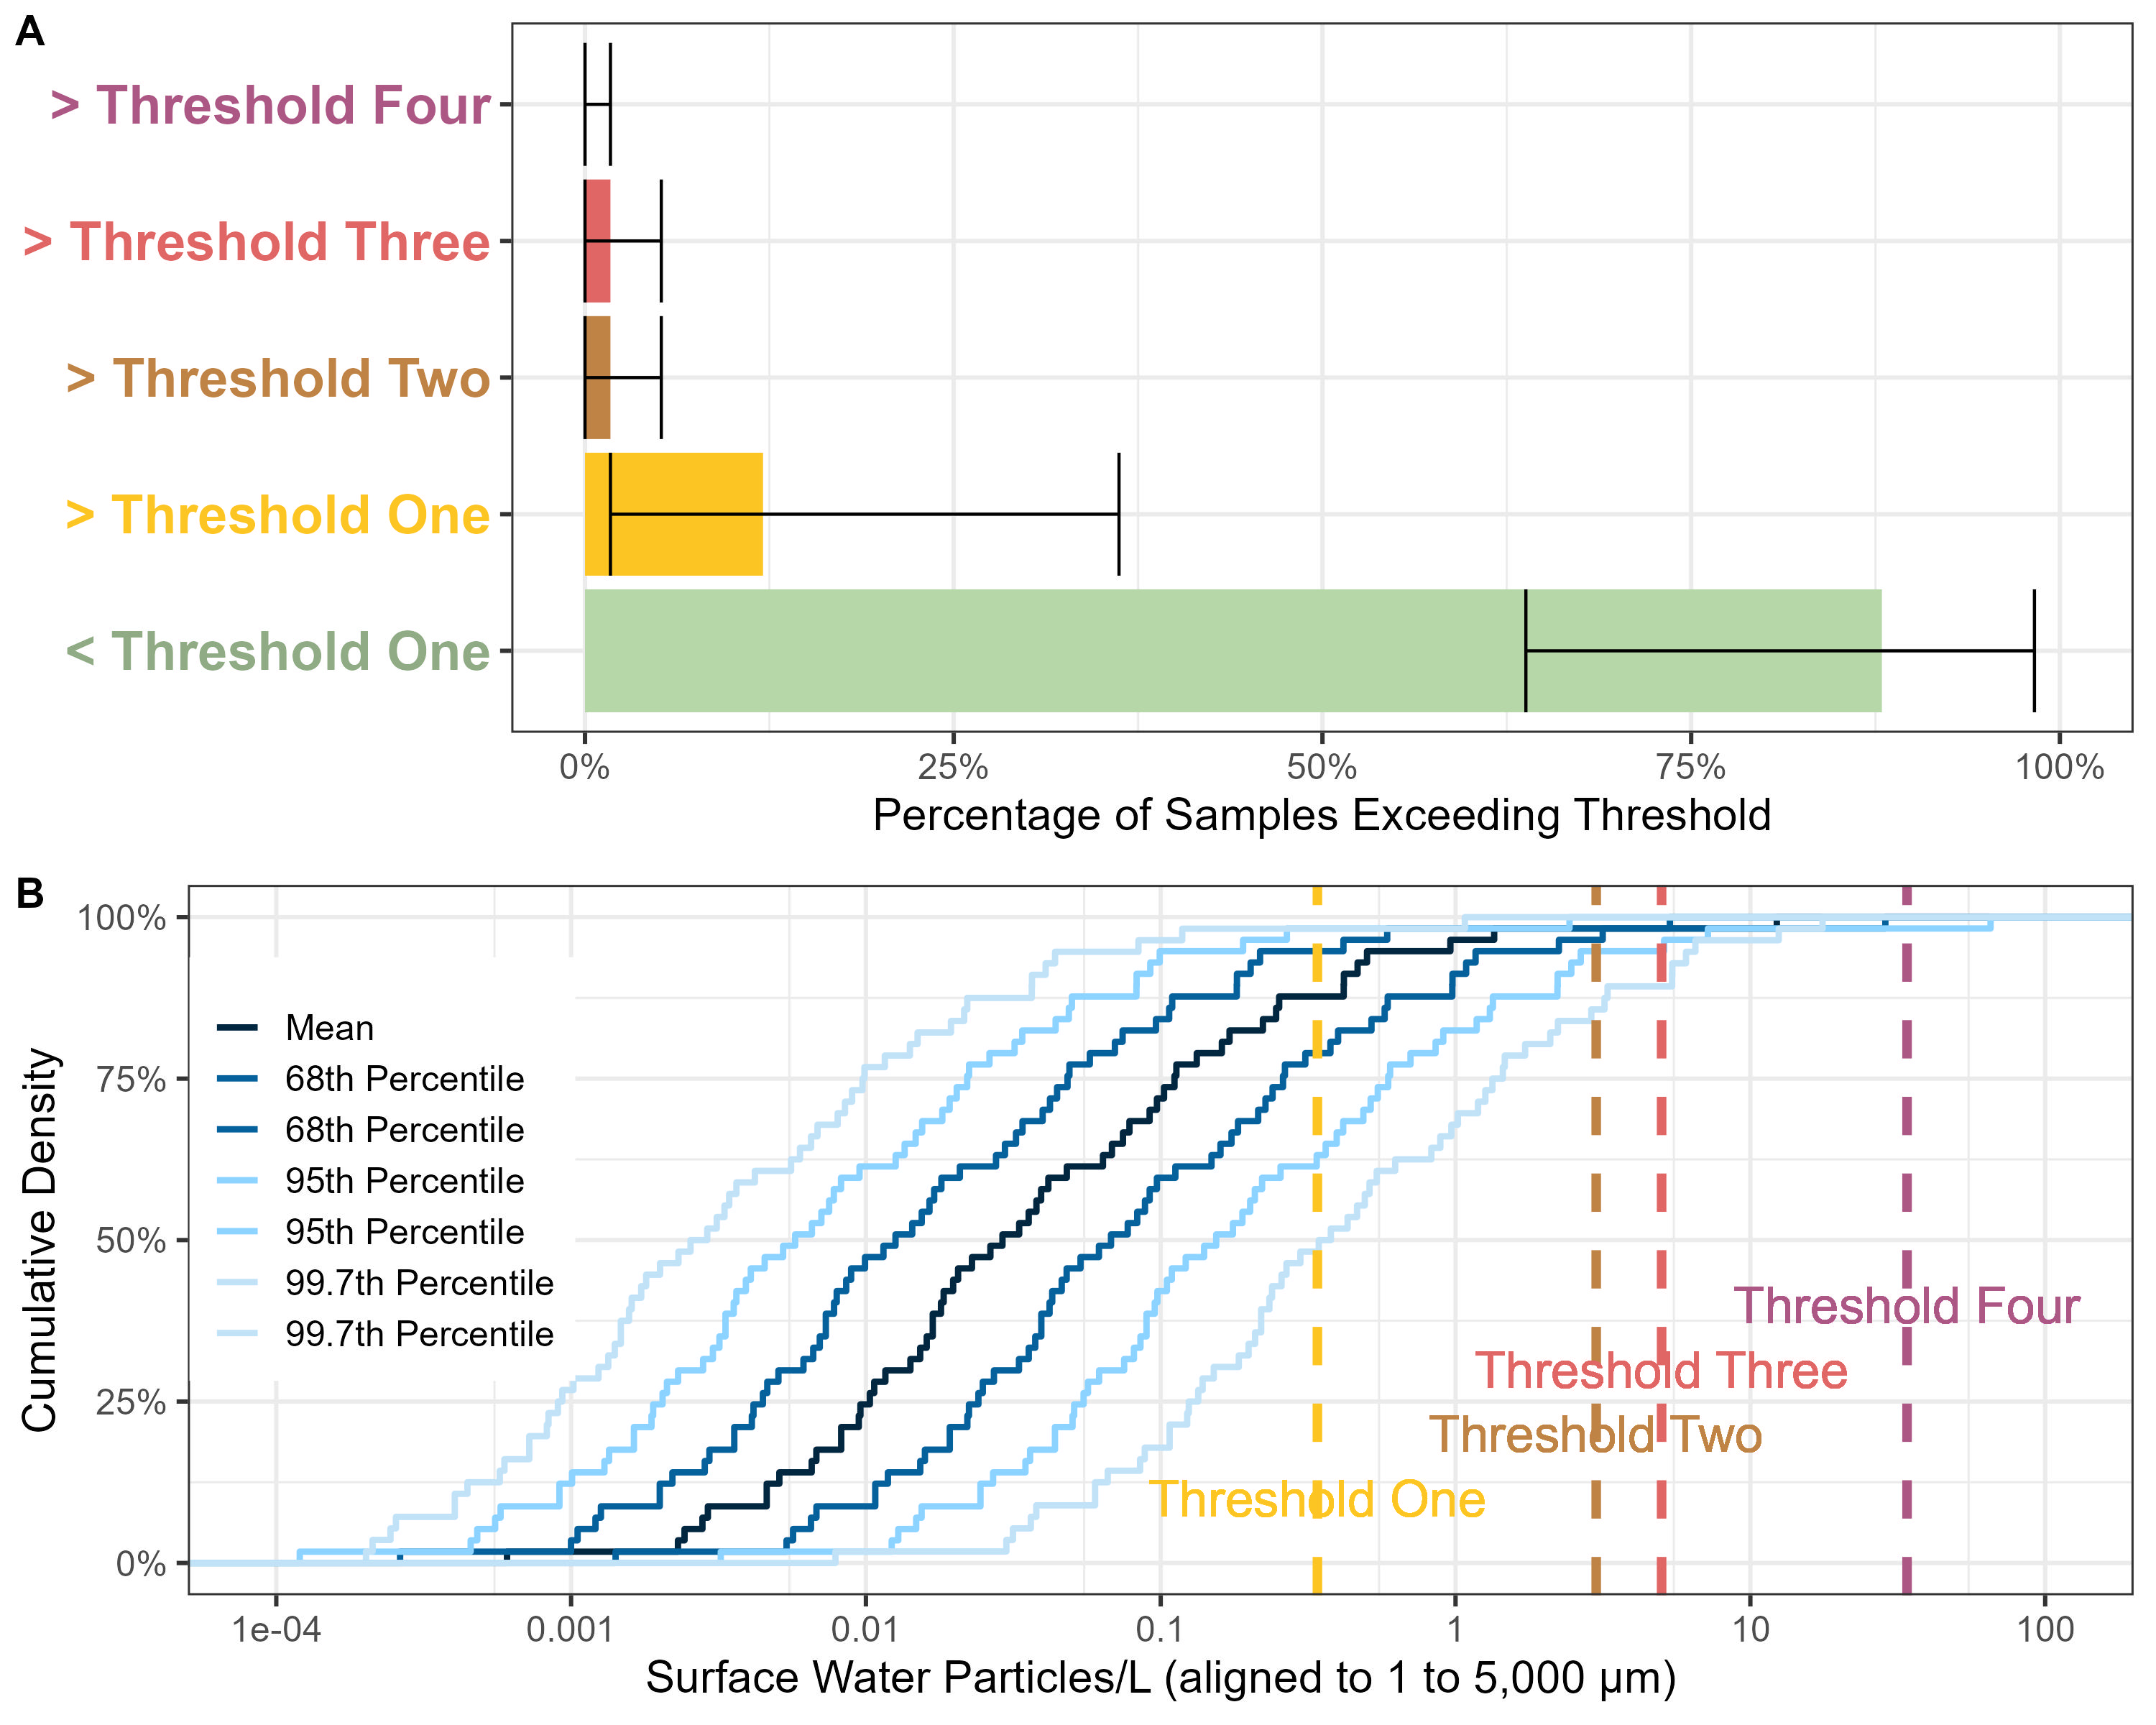 A
> Threshold Four
> Threshold Three
> Threshold Two
> Threshold One
< Threshold One
0% 25% 50% 75% 100%
Percentage of Samples Exceeding Threshold
B
100%
75%
50%
25%
0%
Cumulative Density
Mean
68th Percentile
68th Percentile
95th Percentile
95th Percentile
99.7th Percentile
99.7th Percentile
Threshold Four
Threshold Three
Threshold Two
Threshold One
1e-04 0.001 0.01 0.1 1 10 100
Surface Water Particles/L (aligned to 1 to 5,000 µm)